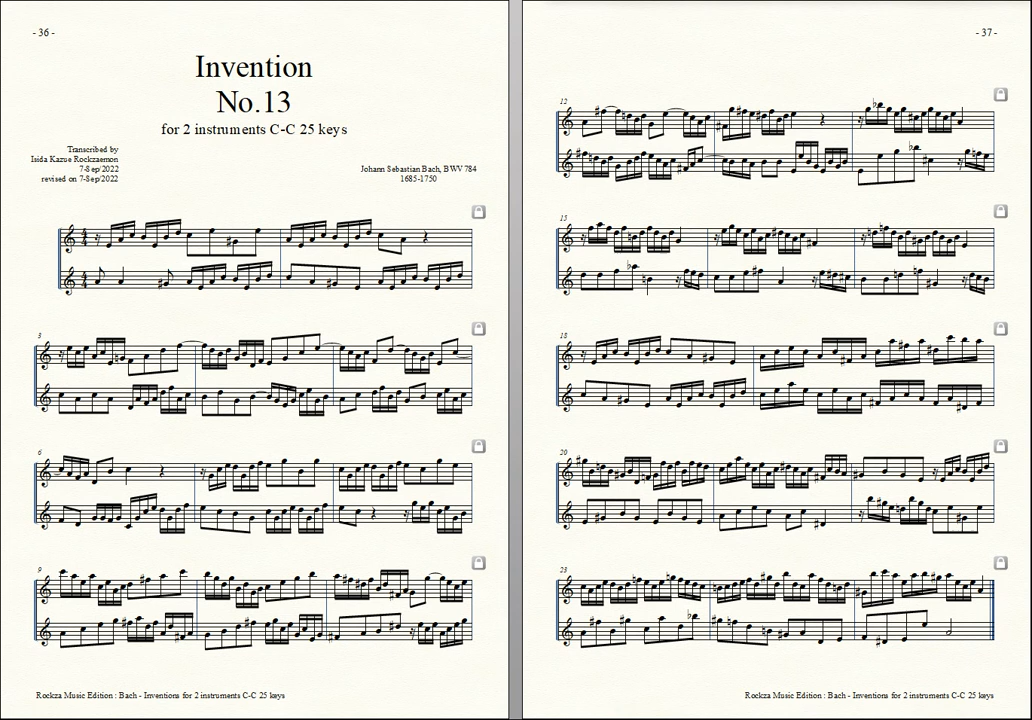 - 36 -
Invention
No.13
for 2 instruments C-C 25 keys
Transcribed by
Isida Kazue Rockzaemon
7-Sep/2022
revised on 7-Sep/2022
Johann Sebastian Bach, BWV 784
1685-1750
3
6
9
Rockza Music Edition : Bach - Inventions for 2 instruments C-C 25 keys
- 37 -
12
15
18
20
23
Rockza Music Edition : Bach - Inventions for 2 instruments C-C 25 keys